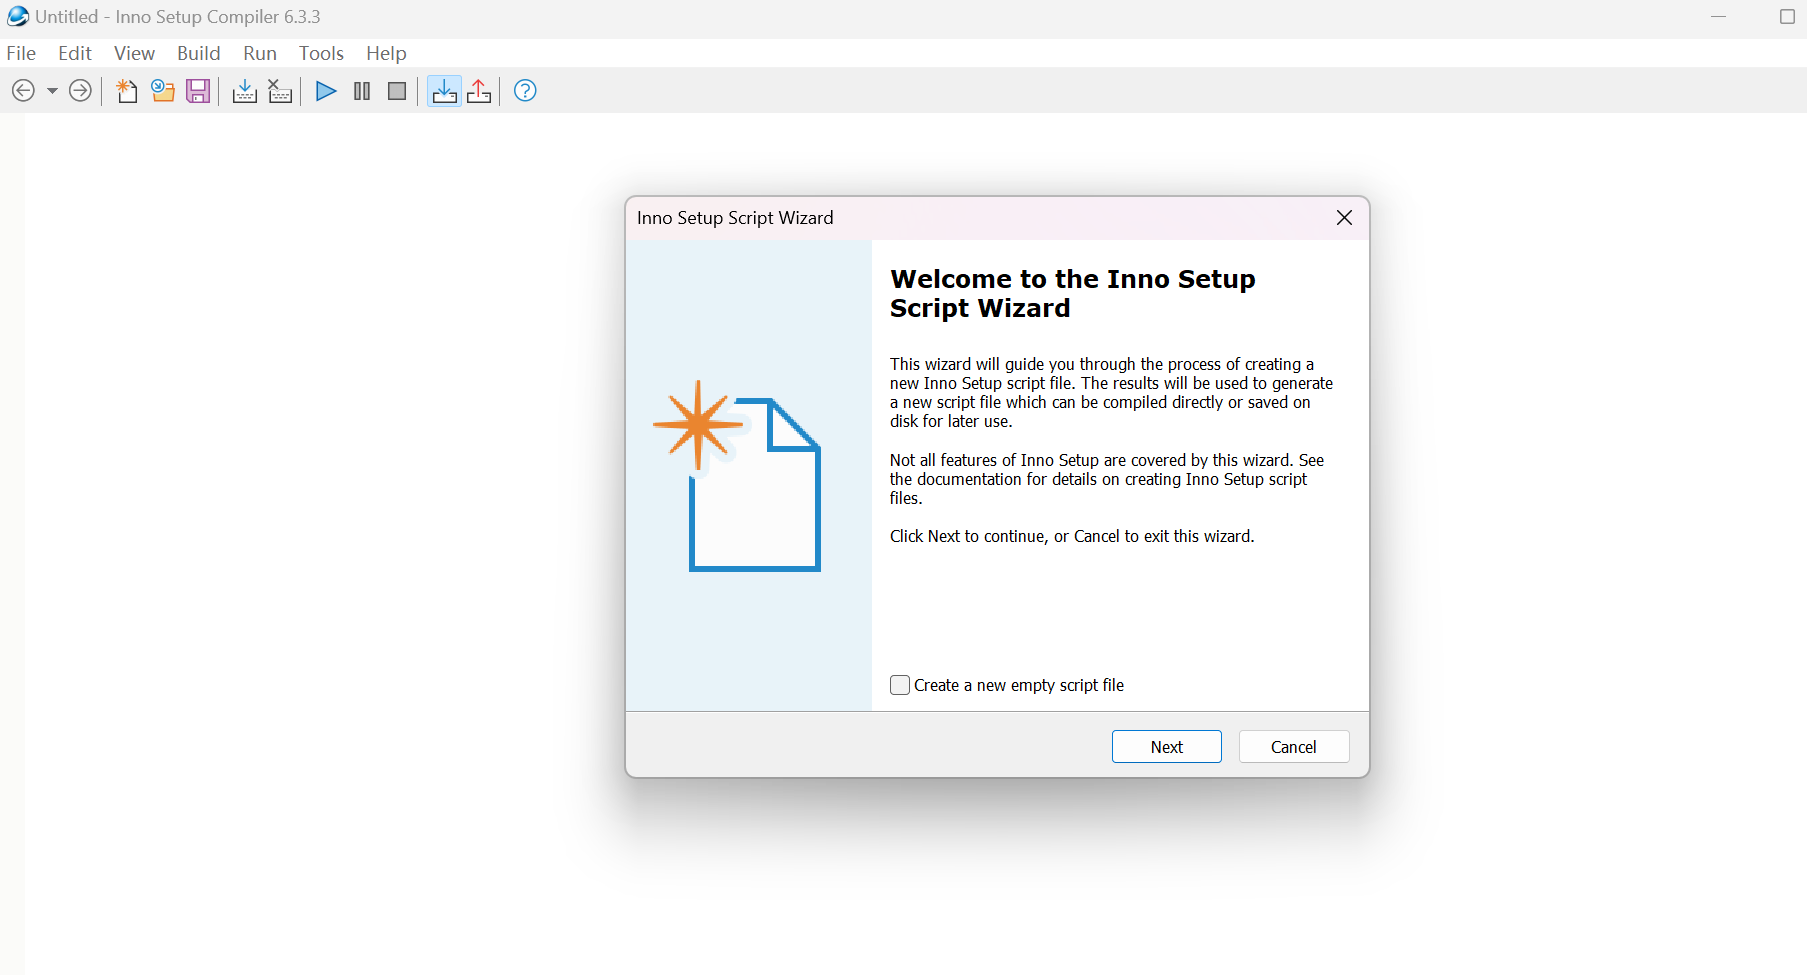 Untitled - Inno Setup Compiler 6.3.3
File Edit View Build Run Tools Help
Inno Setup Script Wizard
Welcome to the Inno Setup
Script Wizard
This wizard will guide you through the process of creating a
new Inno Setup script file. The results will be used to generate
a new script file which can be compiled directly or saved on
disk for later use.
Not all features of Inno Setup are covered by this wizard. See
the documentation for details on creating Inno Setup script
files.
Click Next to continue, or Cancel to exit this wizard.
Create a new empty script file
Next Cancel